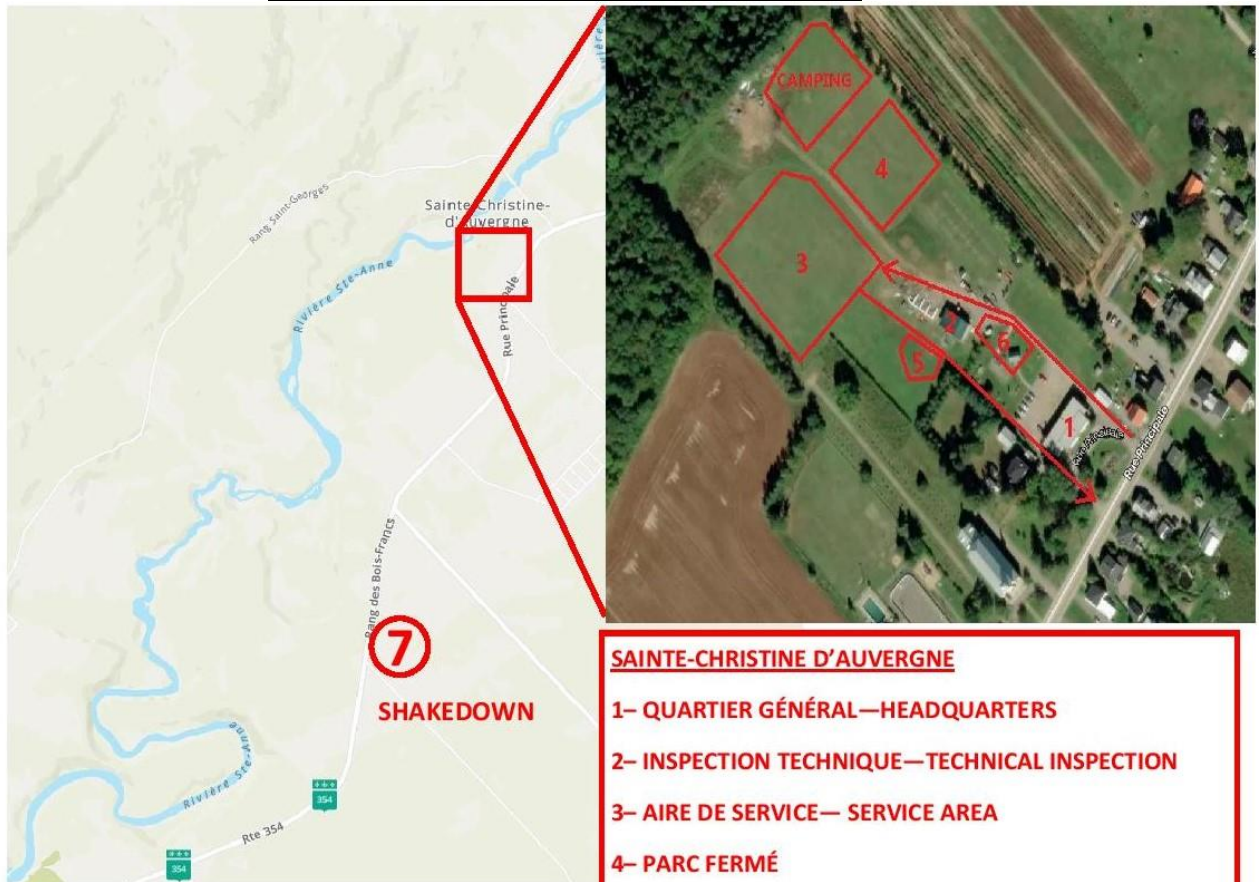 Rang Saint-Georges
Sainte-Christine-
d'Auvergne
Rivière Ste-Anne
Rue Principale
Rang des Bois-Francs
7
SHAKEDOWN
Rivière Ste-Anne
354
Rte 354
354
CAMPING
4
3
2
6
5
1
Rue Principale
Rue Principale
SAINTE-CHRISTINE D'AUVERGNE
1– QUARTIER GÉNÉRAL—HEADQUARTERS
2– INSPECTION TECHNIQUE—TECHNICAL INSPECTION
3– AIRE DE SERVICE— SERVICE AREA
4– PARC FERMÉ